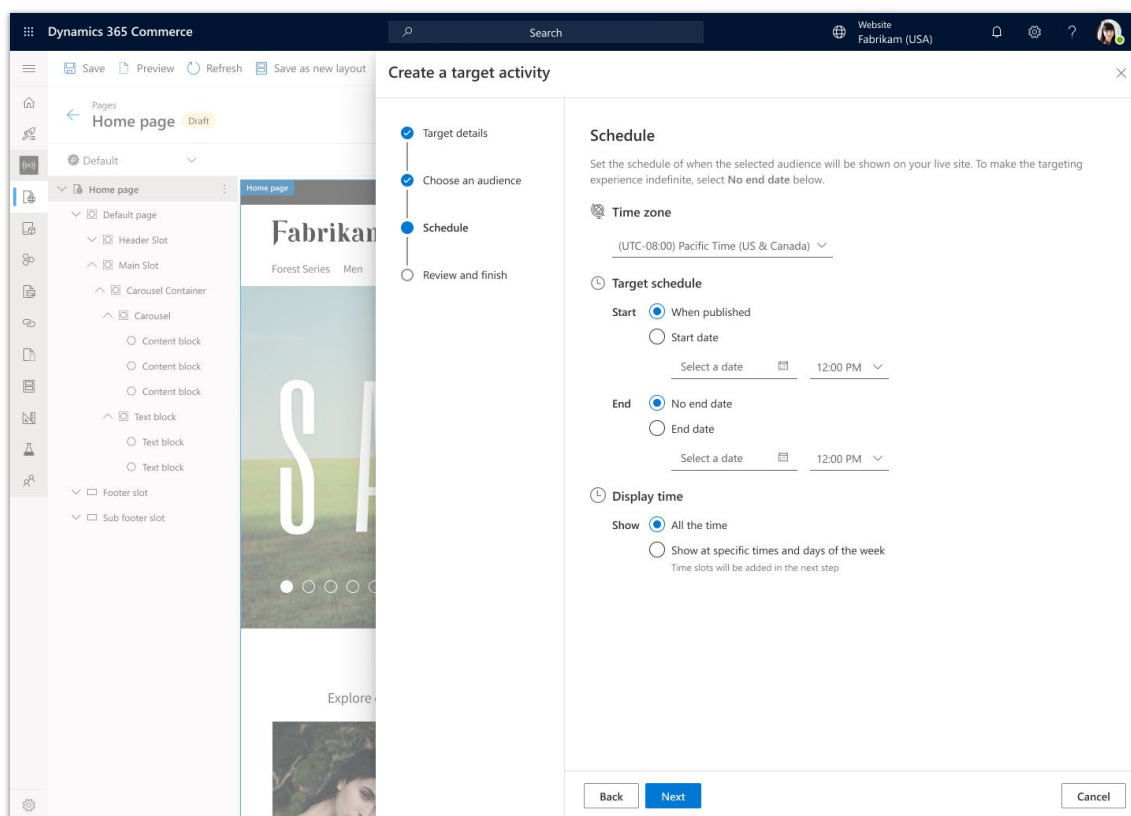 Dynamics 365 Commerce
Search
Website
Fabrikam (USA)
Save Preview Refresh Save as new layout
Pages
Home page Draft
Default
Home page
Default page
Header Slot
Main Slot
Carousel Container
Carousel
Content block
Content block
Content block
Text block
Text block
Text block
Footer slot
Sub footer slot
Home page
Fabrikam
Forest Series Men
S A
Explore
Create a target activity
Target details
Choose an audience
Schedule
Review and finish
Schedule
Set the schedule of when the selected audience will be shown on your live site. To make the targeting
experience indefinite, select No end date below.
Time zone
(UTC-08:00) Pacific Time (US & Canada)
Target schedule
Start When published
Start date
Select a date 12:00 PM
End No end date
End date
Select a date 12:00 PM
Display time
Show All the time
Show at specific times and days of the week
Time slots will be added in the next step
Back Next Cancel